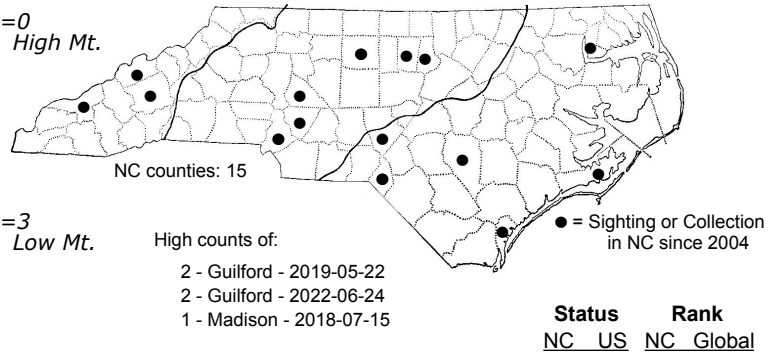 =0
High Mt.
NC counties: 15
=3
Low Mt.
High counts of:
2 - Guilford - 2019-05-22
2 - Guilford - 2022-06-24
1 - Madison - 2018-07-15
● = Sighting or Collection
in NC since 2004
Status Rank
NC US NC Global